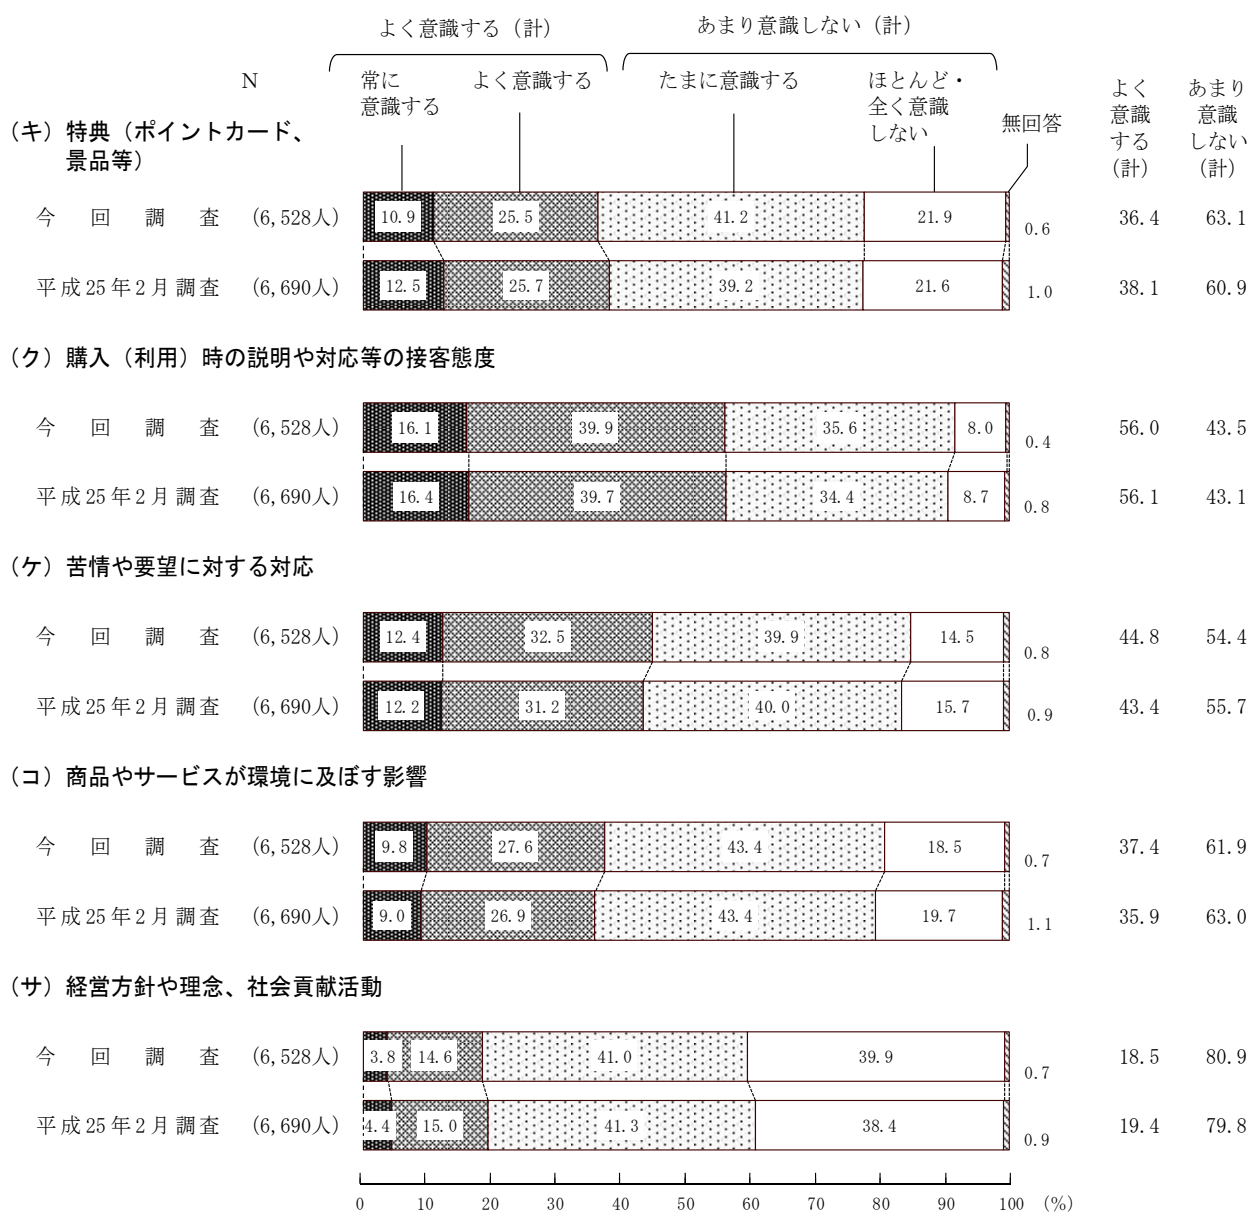 よく意識する（計） あまり意識しない（計）
N 常に意識する よく意識する たまに意識する ほとんど・全く意識しない 無回答 よく意識する（計） あまり意識しない（計）
（キ）特典（ポイントカード、
景品等）
今回調査 (6,528人) 10.9 25.5 41.2 21.9 0.6 36.4 63.1
平成25年2月調査 (6,690人) 12.5 25.7 39.2 21.6 1.0 38.1 60.9
（ク）購入（利用）時の説明や対応等の接客態度
今回調査 (6,528人) 16.1 39.9 35.6 8.0 0.4 56.0 43.5
平成25年2月調査 (6,690人) 16.4 39.7 34.4 8.7 0.8 56.1 43.1
（ケ）苦情や要望に対する対応
今回調査 (6,528人) 12.4 32.5 39.9 14.5 0.8 44.8 54.4
平成25年2月調査 (6,690人) 12.2 31.2 40.0 15.7 0.9 43.4 55.7
（コ）商品やサービスが環境に及ぼす影響
今回調査 (6,528人) 9.8 27.6 43.4 18.5 0.7 37.4 61.9
平成25年2月調査 (6,690人) 9.0 26.9 43.4 19.7 1.1 35.9 63.0
（サ）経営方針や理念、社会貢献活動
今回調査 (6,528人) 3.8 14.6 41.0 39.9 0.7 18.5 80.9
平成25年2月調査 (6,690人) 4.4 15.0 41.3 38.4 0.9 19.4 79.8
0 10 20 30 40 50 60 70 80 90 100 (%)